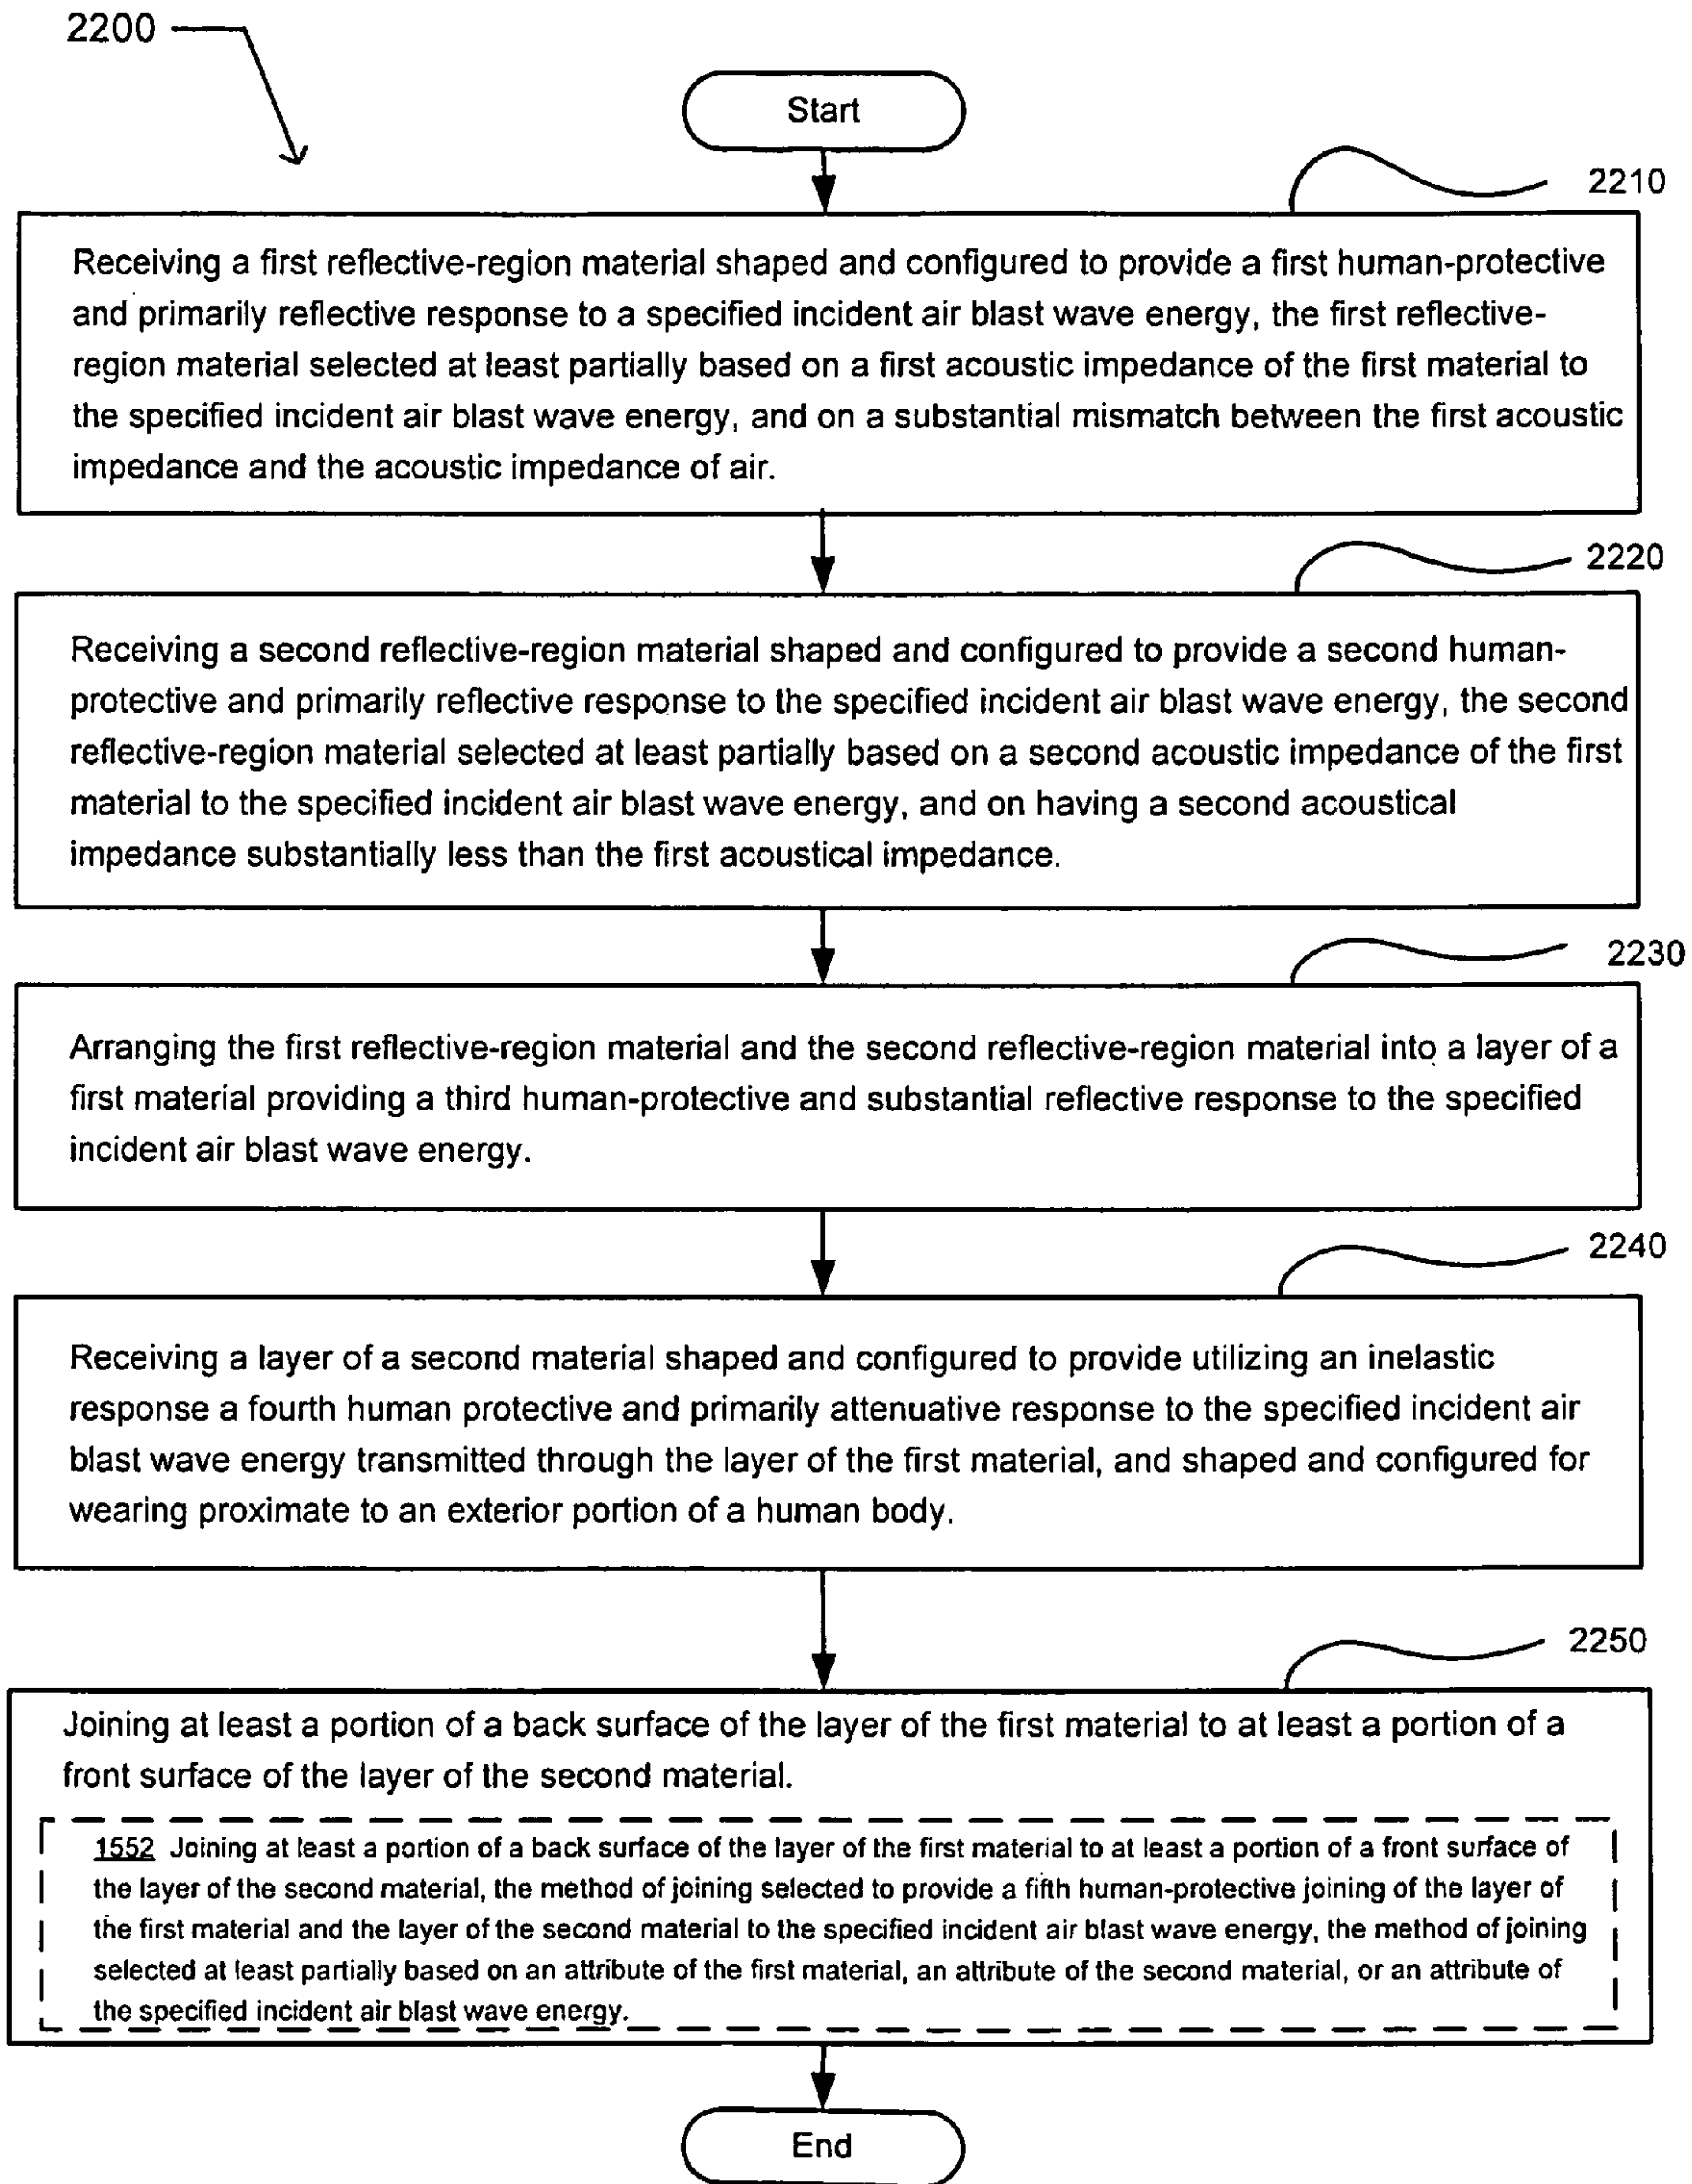 2200
Start
2210
Receiving a first reflective-region material shaped and configured to provide a first human-protective
and primarily reflective response to a specified incident air blast wave energy, the first reflective-
region material selected at least partially based on a first acoustic impedance of the first material to
the specified incident air blast wave energy, and on a substantial mismatch between the first acoustic
impedance and the acoustic impedance of air.
2220
Receiving a second reflective-region material shaped and configured to provide a second human-
protective and primarily reflective response to the specified incident air blast wave energy, the second
reflective-region material selected at least partially based on a second acoustic impedance of the first
material to the specified incident air blast wave energy, and on having a second acoustical
impedance substantially less than the first acoustical impedance.
2230
Arranging the first reflective-region material and the second reflective-region material into a layer of a
first material providing a third human-protective and substantial reflective response to the specified
incident air blast wave energy.
2240
Receiving a layer of a second material shaped and configured to provide utilizing an inelastic
response a fourth human protective and primarily attenuative response to the specified incident air
blast wave energy transmitted through the layer of the first material, and shaped and configured for
wearing proximate to an exterior portion of a human body.
2250
Joining at least a portion of a back surface of the layer of the first material to at least a portion of a
front surface of the layer of the second material.
1552 Joining at least a portion of a back surface of the layer of the first material to at least a portion of a front surface of
the layer of the second material, the method of joining selected to provide a fifth human-protective joining of the layer of
the first material and the layer of the second material to the specified incident air blast wave energy, the method of joining
selected at least partially based on an attribute of the first material, an attribute of the second material, or an attribute of
the specified incident air blast wave energy.
End